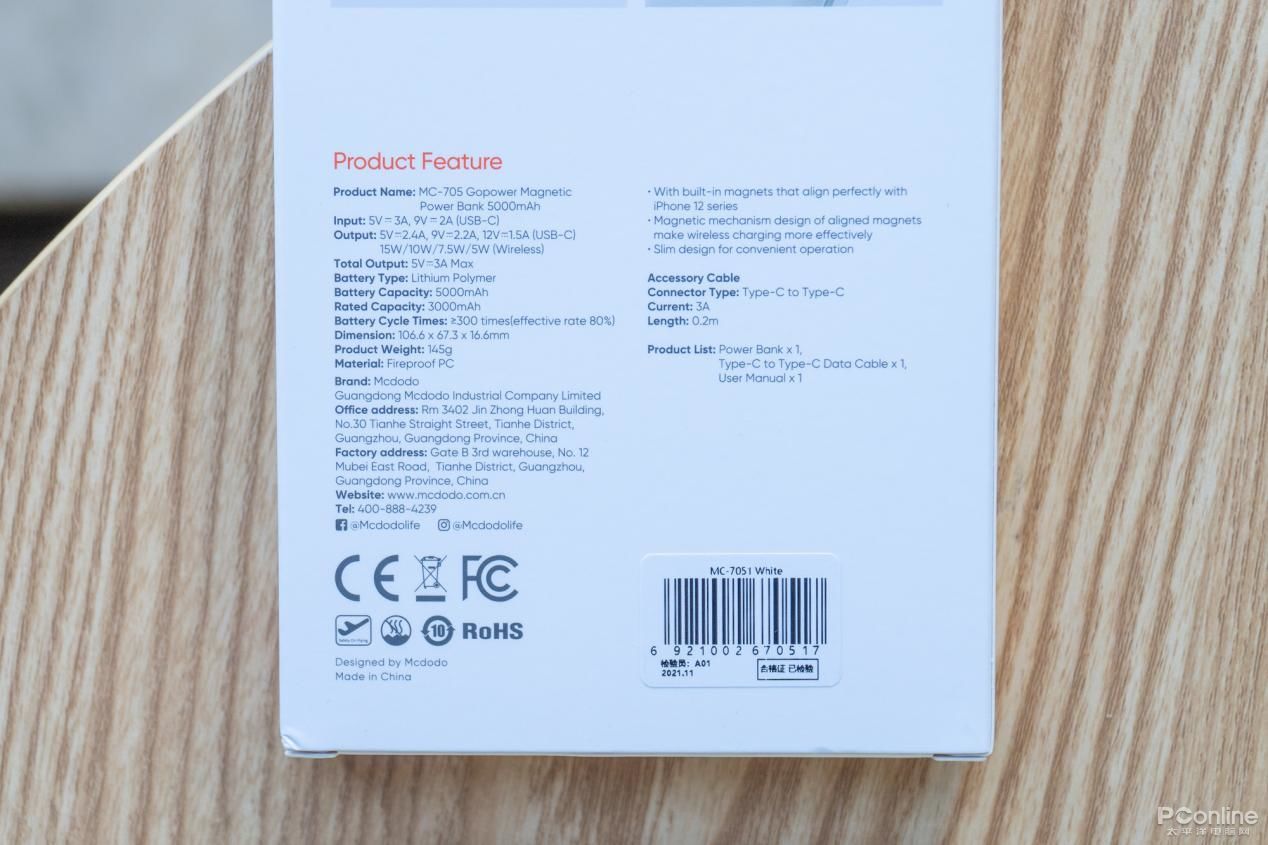 Product Feature
Product Name: MC-705 Gopower Magnetic
Power Bank 5000mAh
Input: 5V⎓3A, 9V⎓2A (USB-C)
Output: 5V⎓2.4A, 9V⎓2.2A, 12V⎓1.5A (USB-C)
15W/10W/7.5W/5W (Wireless)
Total Output: 5V⎓3A Max
Battery Type: Lithium Polymer
Battery Capacity: 5000mAh
Rated Capacity: 3000mAh
Battery Cycle Times: ≥300 times(effective rate 80%)
Dimension: 106.6 x 67.3 x 16.6mm
Product Weight: 145g
Material: Fireproof PC
Brand: Mcdodo
Guangdong Mcdodo Industrial Company Limited
Office address: Rm 3402 Jin Zhong Huan Building,
No.30 Tianhe Straight Street, Tianhe District,
Guangzhou, Guangdong Province, China
Factory address: Gate B 3rd warehouse, No. 12
Mubei East Road, Tianhe District, Guangzhou,
Guangdong Province, China
Website: www.mcdodo.com.cn
Tel: 400-888-4239
@Mcdodolife @Mcdodolife
CE FC
Safety On Flying 10 RoHS
Designed by Mcdodo
Made in China
· With built-in magnets that align perfectly with
iPhone 12 series
· Magnetic mechanism design of aligned magnets
make wireless charging more effectively
· Slim design for convenient operation
Accessory Cable
Connector Type: Type-C to Type-C
Current: 3A
Length: 0.2m
Product List: Power Bank x 1,
Type-C to Type-C Data Cable x 1,
User Manual x 1
MC-7051 White
6 921002 670517
检验员: A01
2021.11
合格证 已检验
PConline
太平洋电脑网